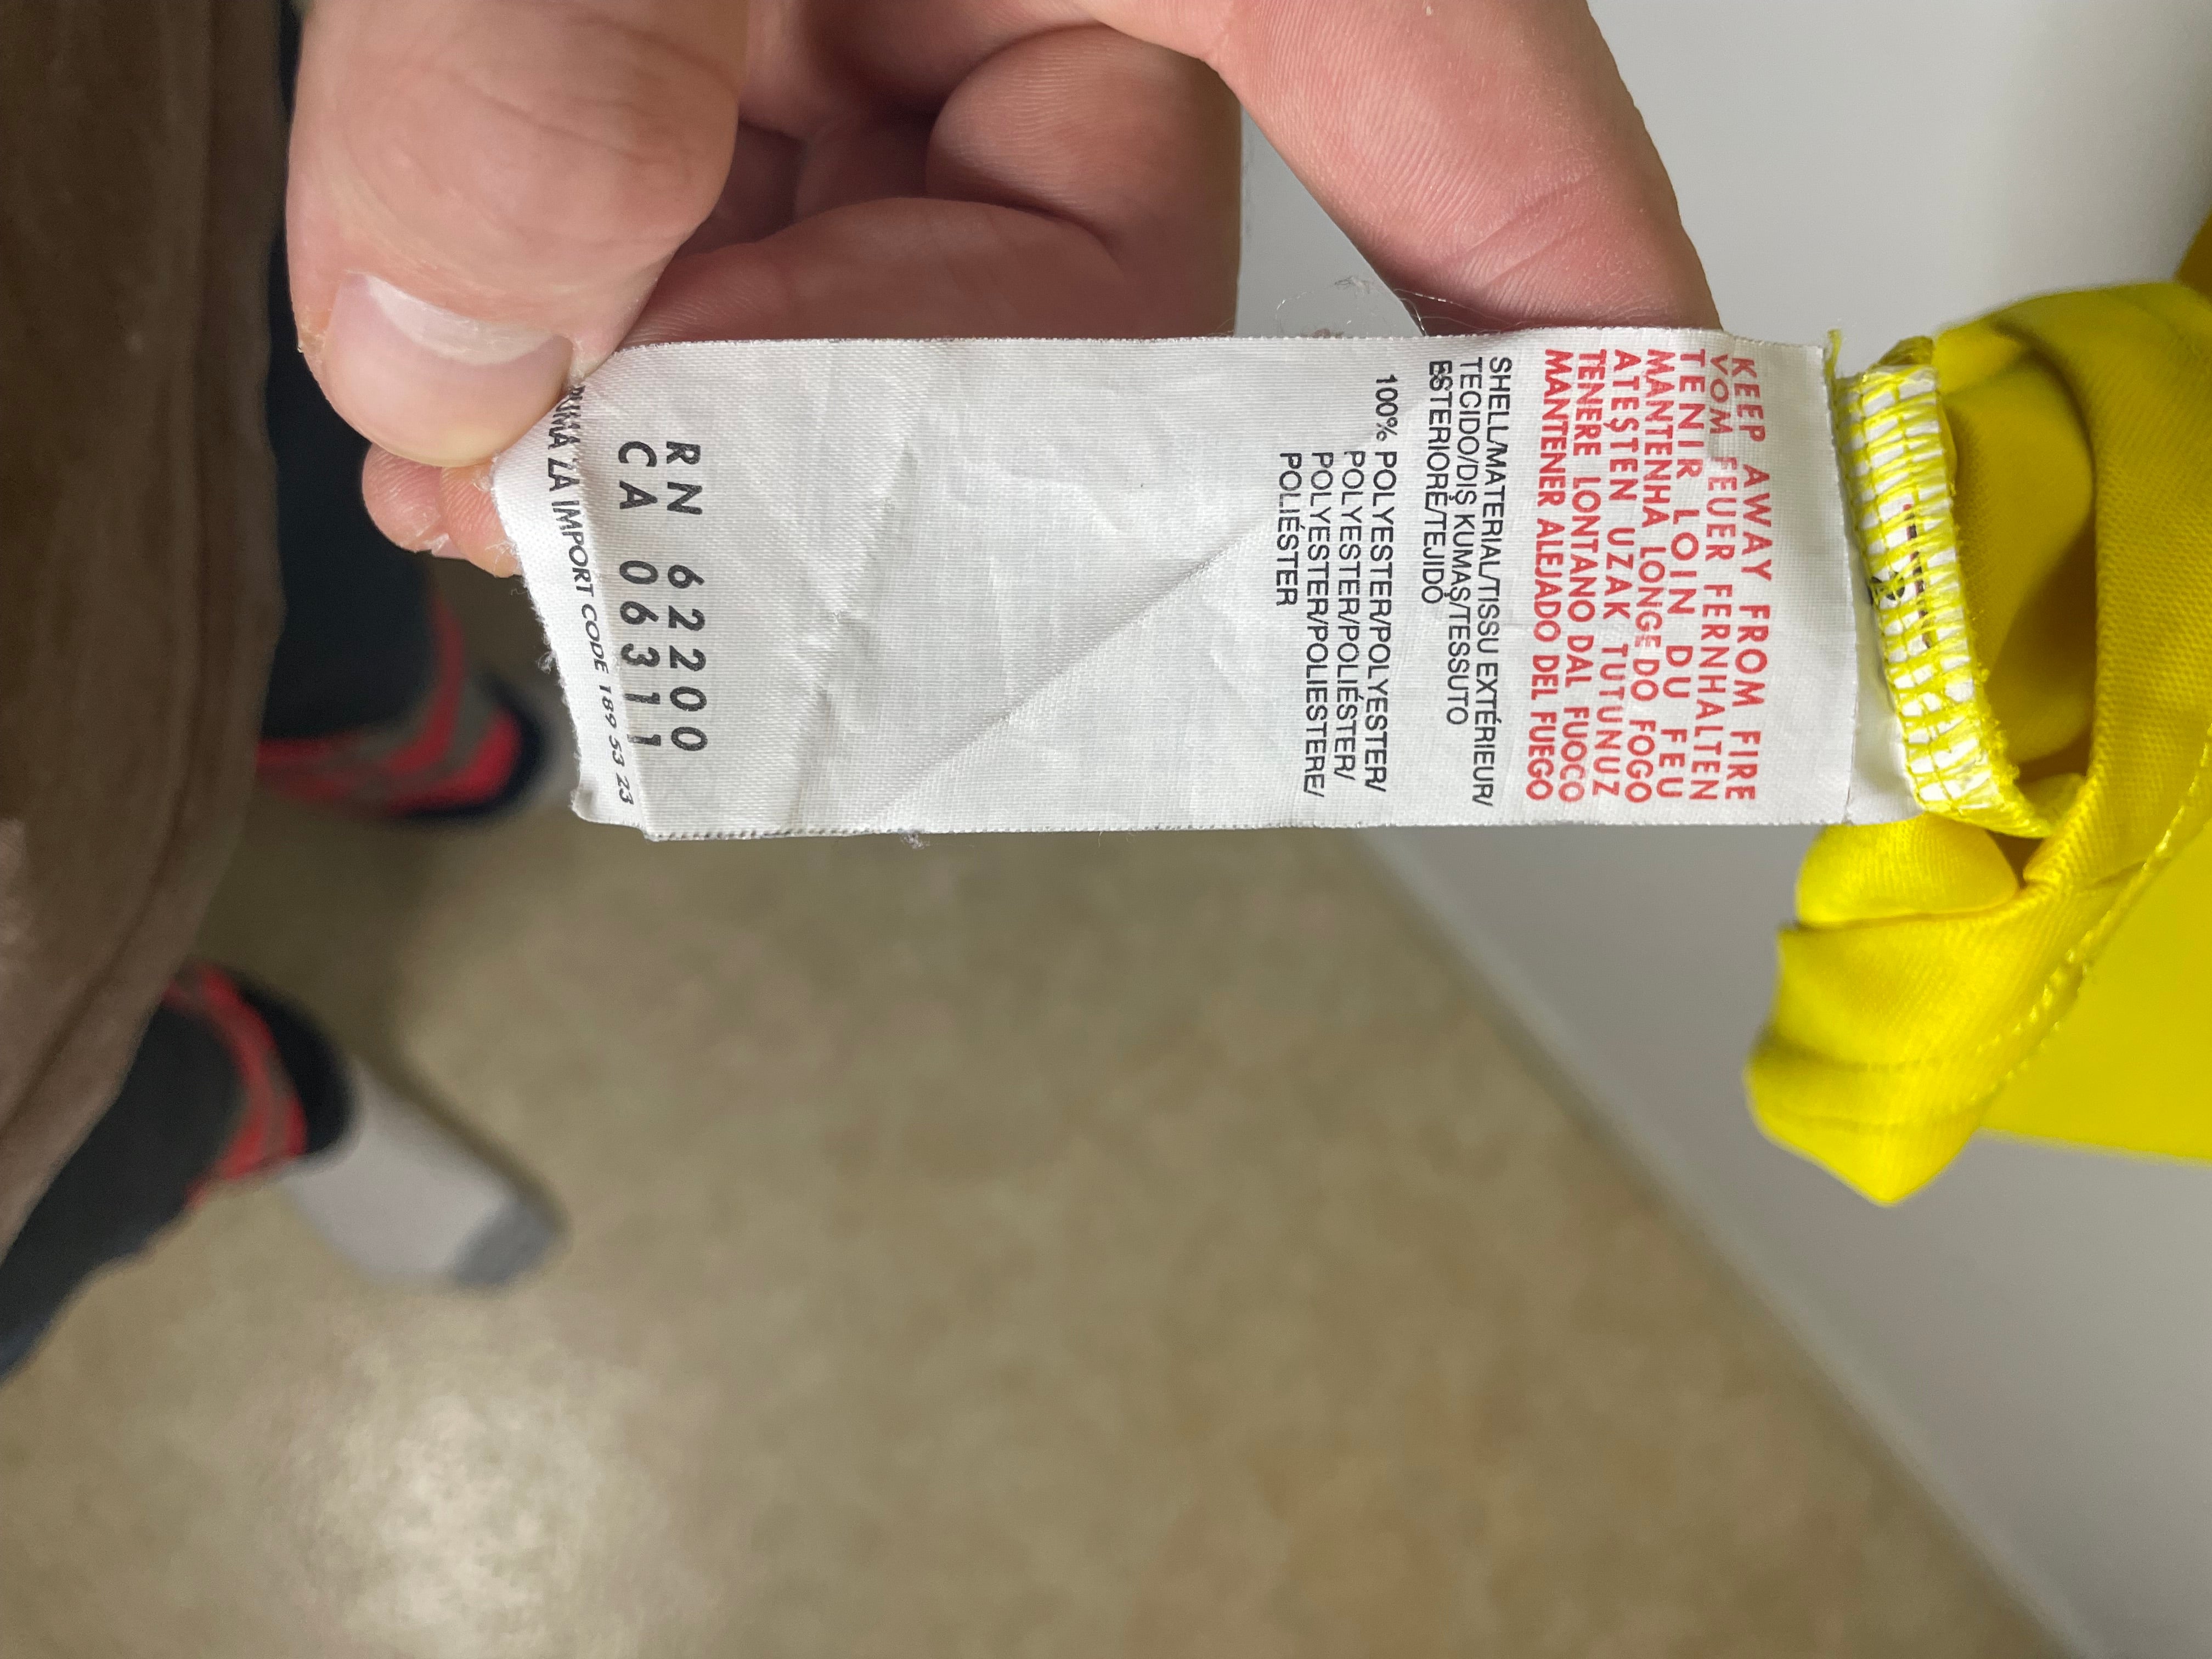 KEEP AWAY FROM FIRE
VOM FEUER FERNHALTEN
TENIR LOIN DU FEU
MANTENHA LONGE DO FOGO
ATEŞTEN UZAK TUTUNUZ
TENERE LONTANO DAL FUOCO
MANTENER ALEJADO DEL FUEGO
SHELL/MATERIAL/TISSU EXTÉRIEUR/
TECIDO/DIŞ KUMAŞ/TESSUTO
ESTERIORE/TEJIDO
100% POLYESTER/POLYESTER/
POLYESTER/POLIÉSTER/
POLYESTER/POLIESTERE/
POLIÉSTER
RN 62200
CA 06311
PUMA ZA IMPORT CODE 189 53 23